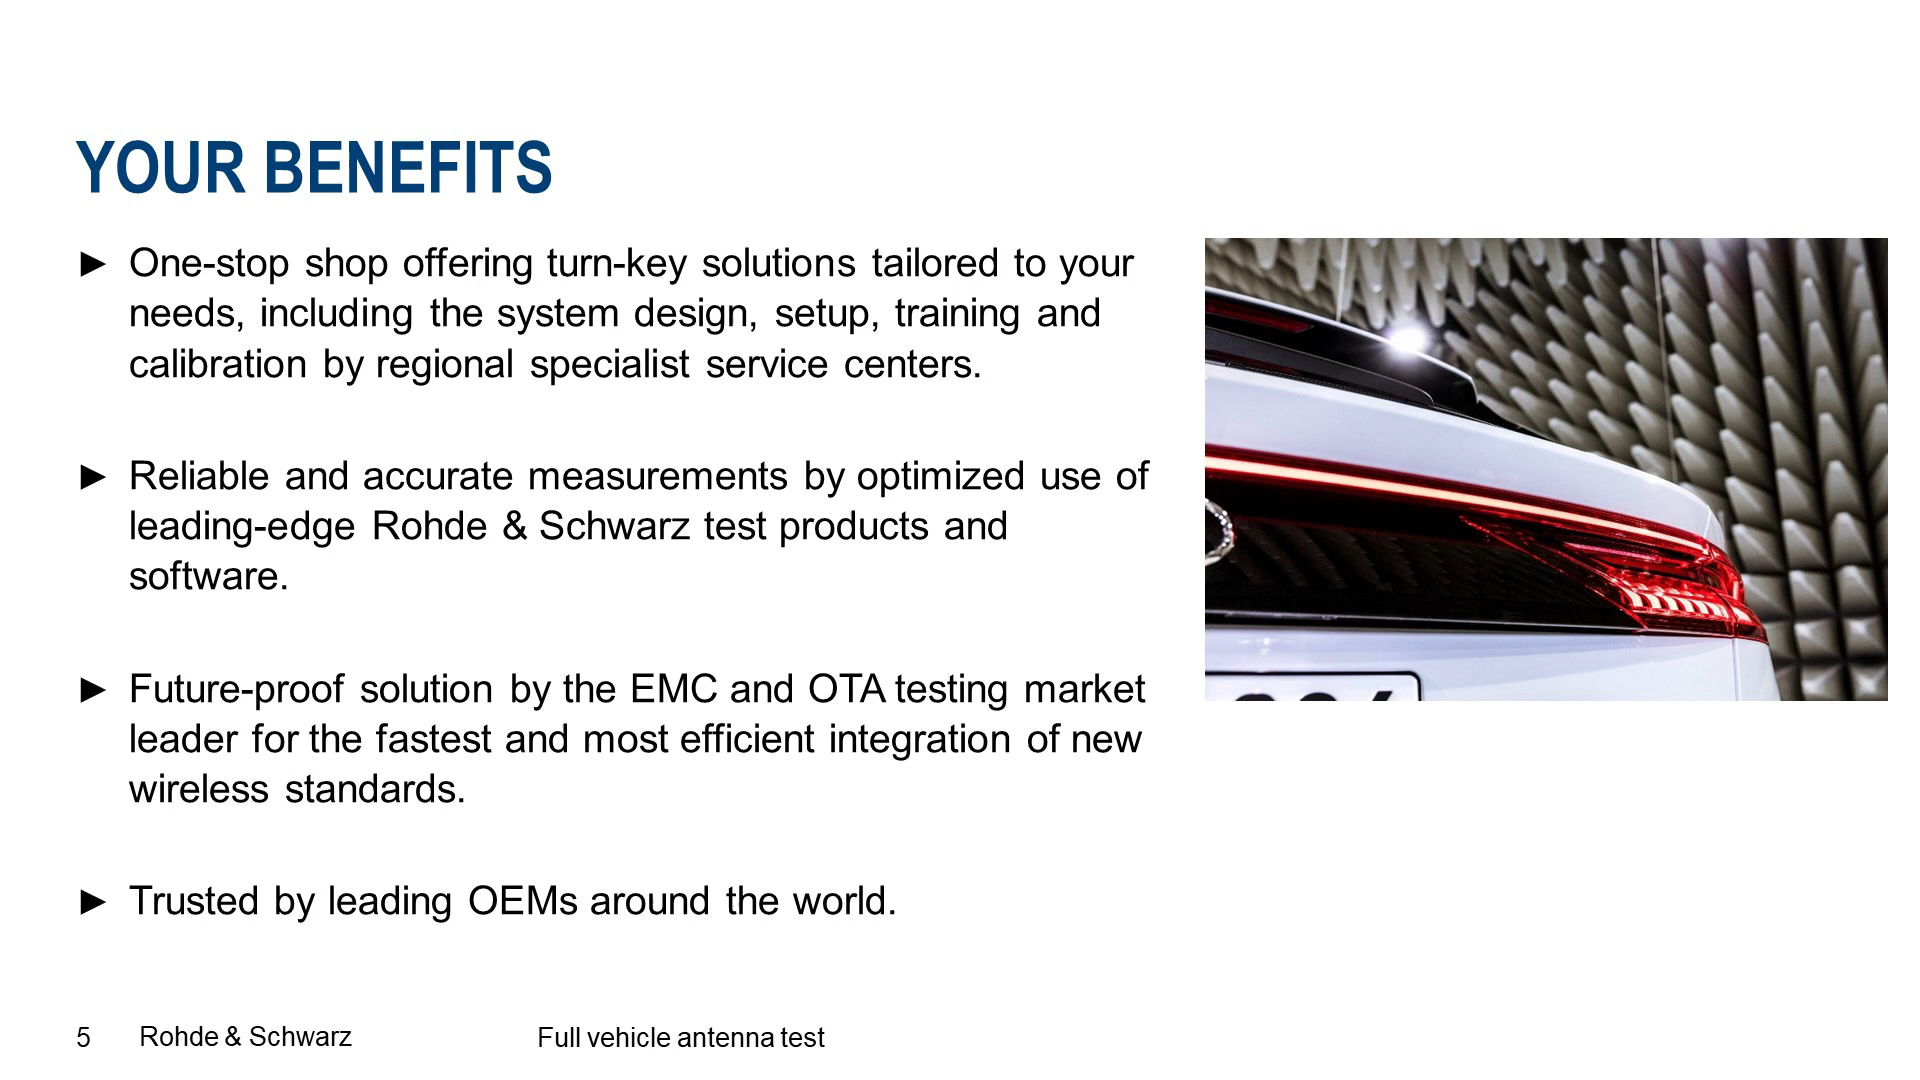 YOUR BENEFITS
► One-stop shop offering turn-key solutions tailored to your
needs, including the system design, setup, training and
calibration by regional specialist service centers.
► Reliable and accurate measurements by optimized use of
leading-edge Rohde & Schwarz test products and
software.
► Future-proof solution by the EMC and OTA testing market
leader for the fastest and most efficient integration of new
wireless standards.
► Trusted by leading OEMs around the world.
5 Rohde & Schwarz Full vehicle antenna test